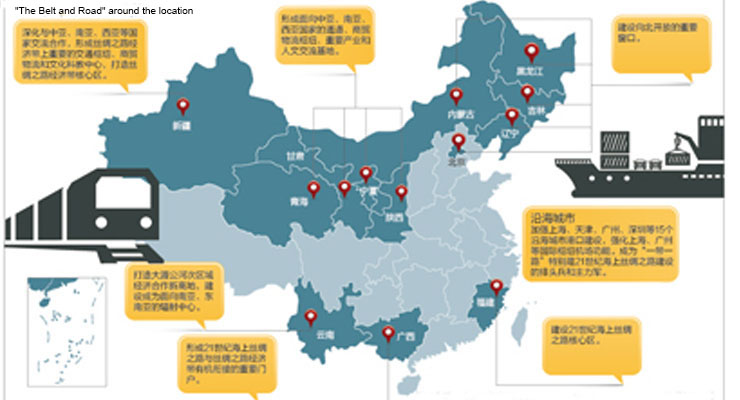 "The Belt and Road" around the location
深化与中亚、南亚、西亚等国
家交流合作，形成丝绸之路经
济带上重要的交通枢纽、商贸
物流和文化科教中心，打造丝
绸之路经济带核心区。
形成面向中亚、南亚、
西亚国家的通道、商贸
物流枢纽、重要产业和
人文交流基地。
建设向北开放的重要
窗口。
黑龙江
吉林
内蒙古
辽宁
北京
新疆
甘肃
宁夏
青海
陕西
沿海城市
加强上海、天津、广州、深圳等15个
沿海城市港口建设，强化上海、广州
等国际枢纽机场功能，成为“一带一
路”特别是21世纪海上丝绸之路建设
的排头兵和主力军。
打造大湄公河次区域
经济合作新高地，建
设成为面向南亚、东
南亚的辐射中心。
福建
云南
广西
建设21世纪海上丝绸
之路核心区。
形成21世纪海上丝绸
之路与丝绸之路经济
带有机衔接的重要门
户。